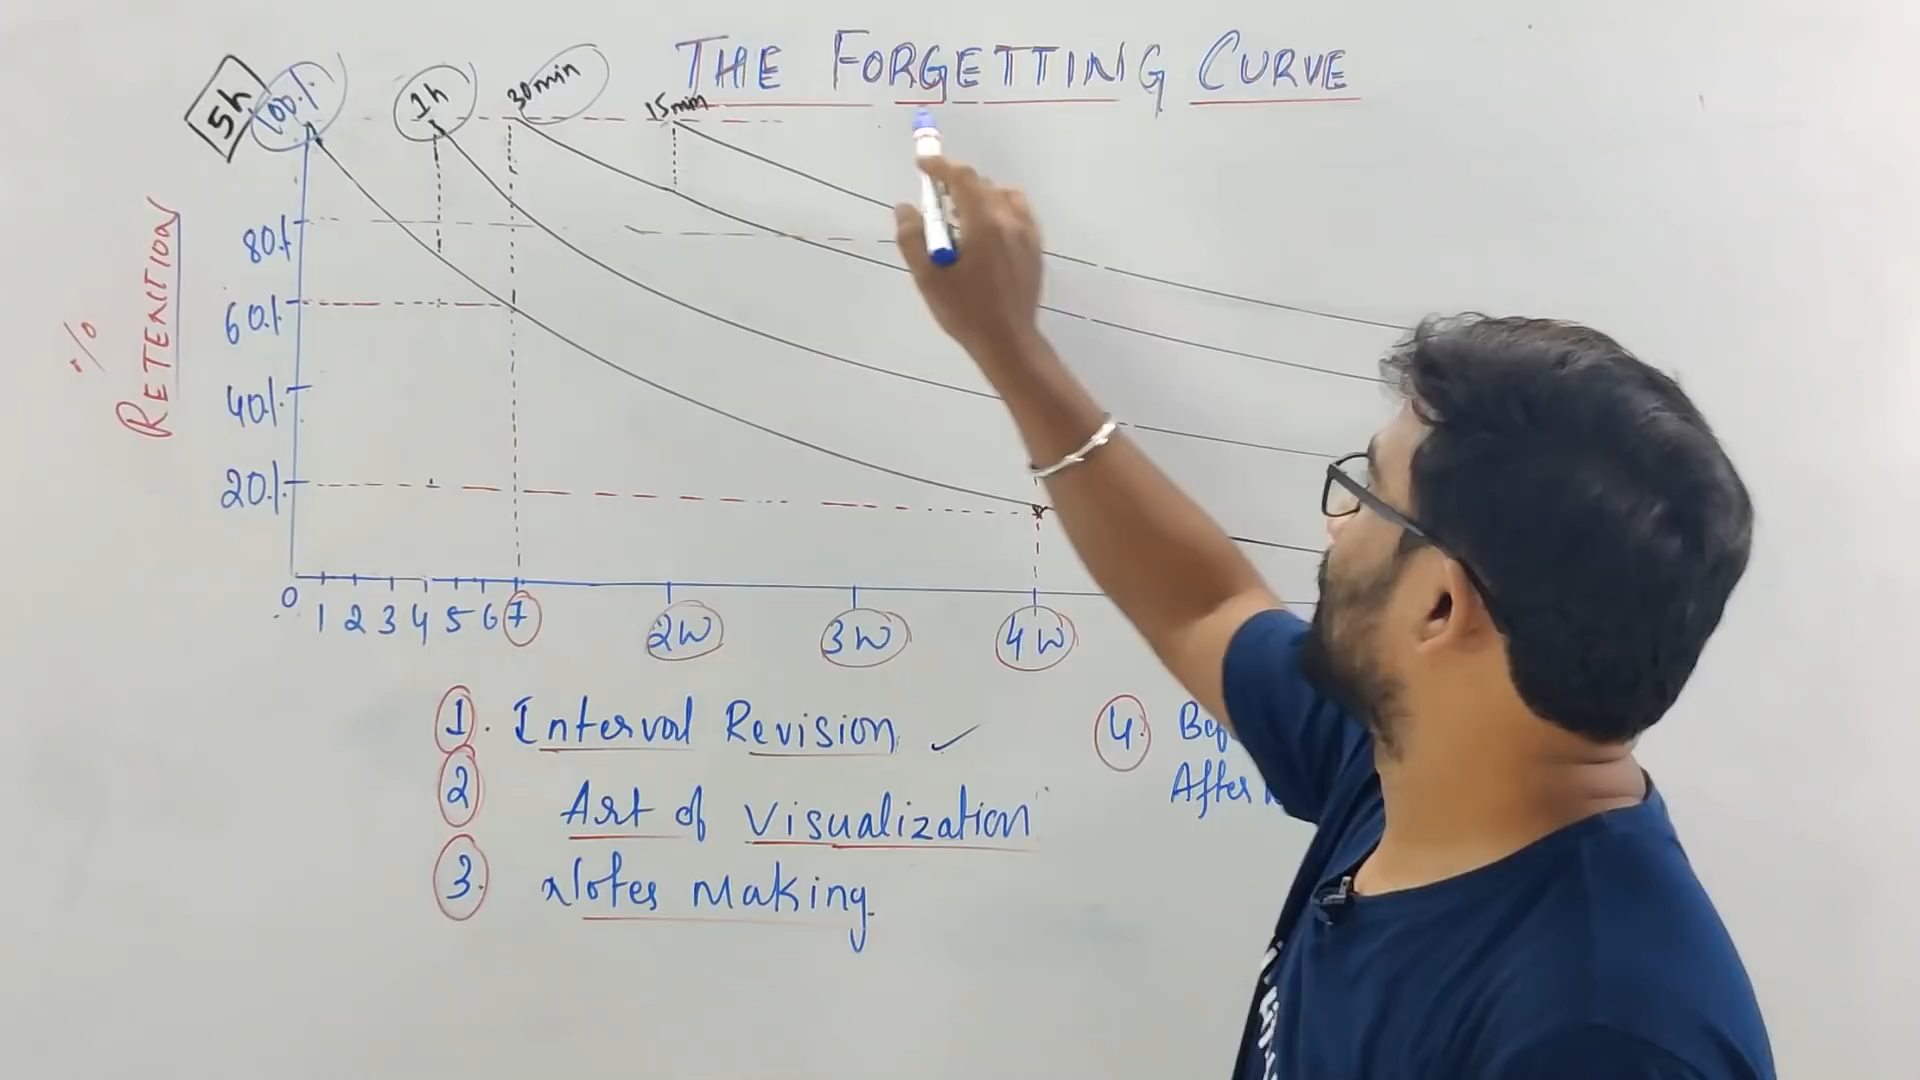 THE FORGETTING CURVE
5h 100% 1h 30min 15min
80%
60%
40%
20%
% RETENTION
0 1 2 3 4 5 6 7 2W 3W 4W
1. Interval Revision ✓
2 Art of Visualization
3. Notes Making
4.
After